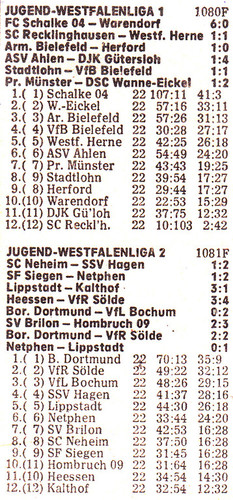 JUGEND-WESTFALENLIGA 1 1080F
FC Schalke 04 – Warendorf 6:0
SC Recklinghausen – Westf. Herne 1:1
Arm. Bielefeld – Herford 1:0
ASV Ahlen – DJK Gütersloh 1:4
Stadtlohn – VfB Bielefeld 1:1
Pr. Münster – DSC Wanne-Eickel 1:2
1.( 1) Schalke 04 22 107:11 41:3
2.( 2) W.-Eickel 22 57:16 33:11
3.( 3) Ar. Bielefeld 22 57:26 31:13
4.( 4) VfB Bielefeld 22 30:28 27:17
5.( 5) Westf. Herne 22 42:25 26:18
6.( 6) ASV Ahlen 22 54:49 24:20
7.( 7) Pr. Münster 22 43:43 19:25
8.( 9) Stadtlohn 22 39:54 17:27
9.( 8) Herford 22 29:44 17:27
10.(10) Warendorf 22 22:53 15:29
11.(11) DJK Gü'loh 22 37:75 12:32
12.(12) SC Reckl'h. 22 10:103 2:42
JUGEND-WESTFALENLIGA 2 1081F
SC Neheim – SSV Hagen 1:2
SF Siegen – Netphen 1:2
Lippstadt – Kalthof 3:1
Heessen – VfR Sölde 3:4
Bor. Dortmund – VfL Bochum 0:2
SV Brilon – Hombruch 09 2:3
Bor. Dortmund – VfR Sölde 2:2
Netphen – Lippstadt 0:1
1.( 1) B. Dortmund 22 70:13 35:9
2.( 2) VfR Sölde 22 49:22 32:12
3.( 3) VfL Bochum 22 48:26 29:15
4.( 4) SSV Hagen 22 41:37 28:16
5.( 5) Lippstadt 22 44:30 26:18
6.( 6) Netphen 22 33:44 24:20
7.( 7) SV Brilon 22 42:53 16:28
8.( 8) SC Neheim 22 37:50 16:28
9.( 9) SF Siegen 22 31:45 16:28
10.(11) Hombruch 09 22 31:64 16:28
11.(10) Heessen 22 34:54 14:30
12.(12) Kalthof 22 32:54 12:32